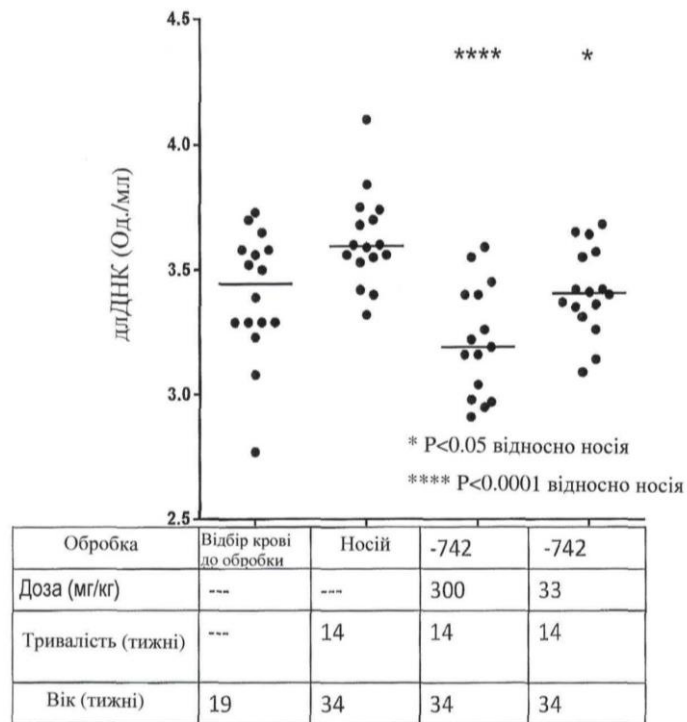 4.5
**** *
4.0
длДНК (Од./мл)
3.5
3.0
* P<0.05 відносно носія
**** P<0.0001 відносно носія
2.5
Обробка Відбір крові до обробки Носій -742 -742
Доза (мг/кг) --- --- 300 33
Тривалість (тижні) --- 14 14 14
Вік (тижні) 19 34 34 34